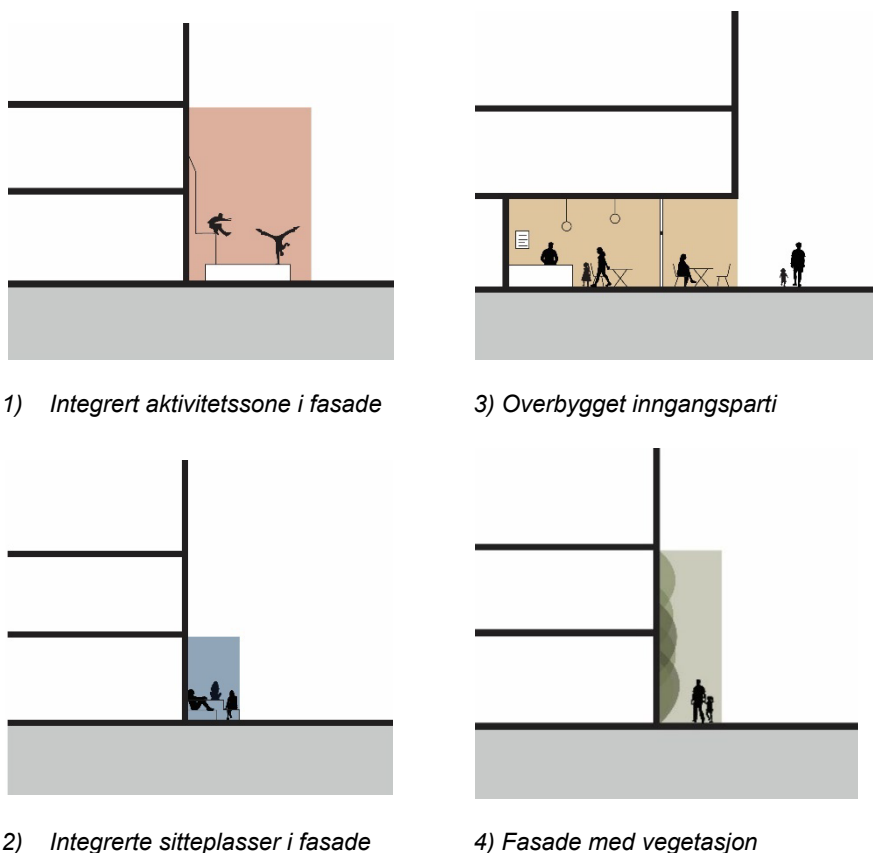 1) Integrert aktivitetssone i fasade
3) Overbygget inngangsparti
2) Integrerte sitteplasser i fasade
4) Fasade med vegetasjon